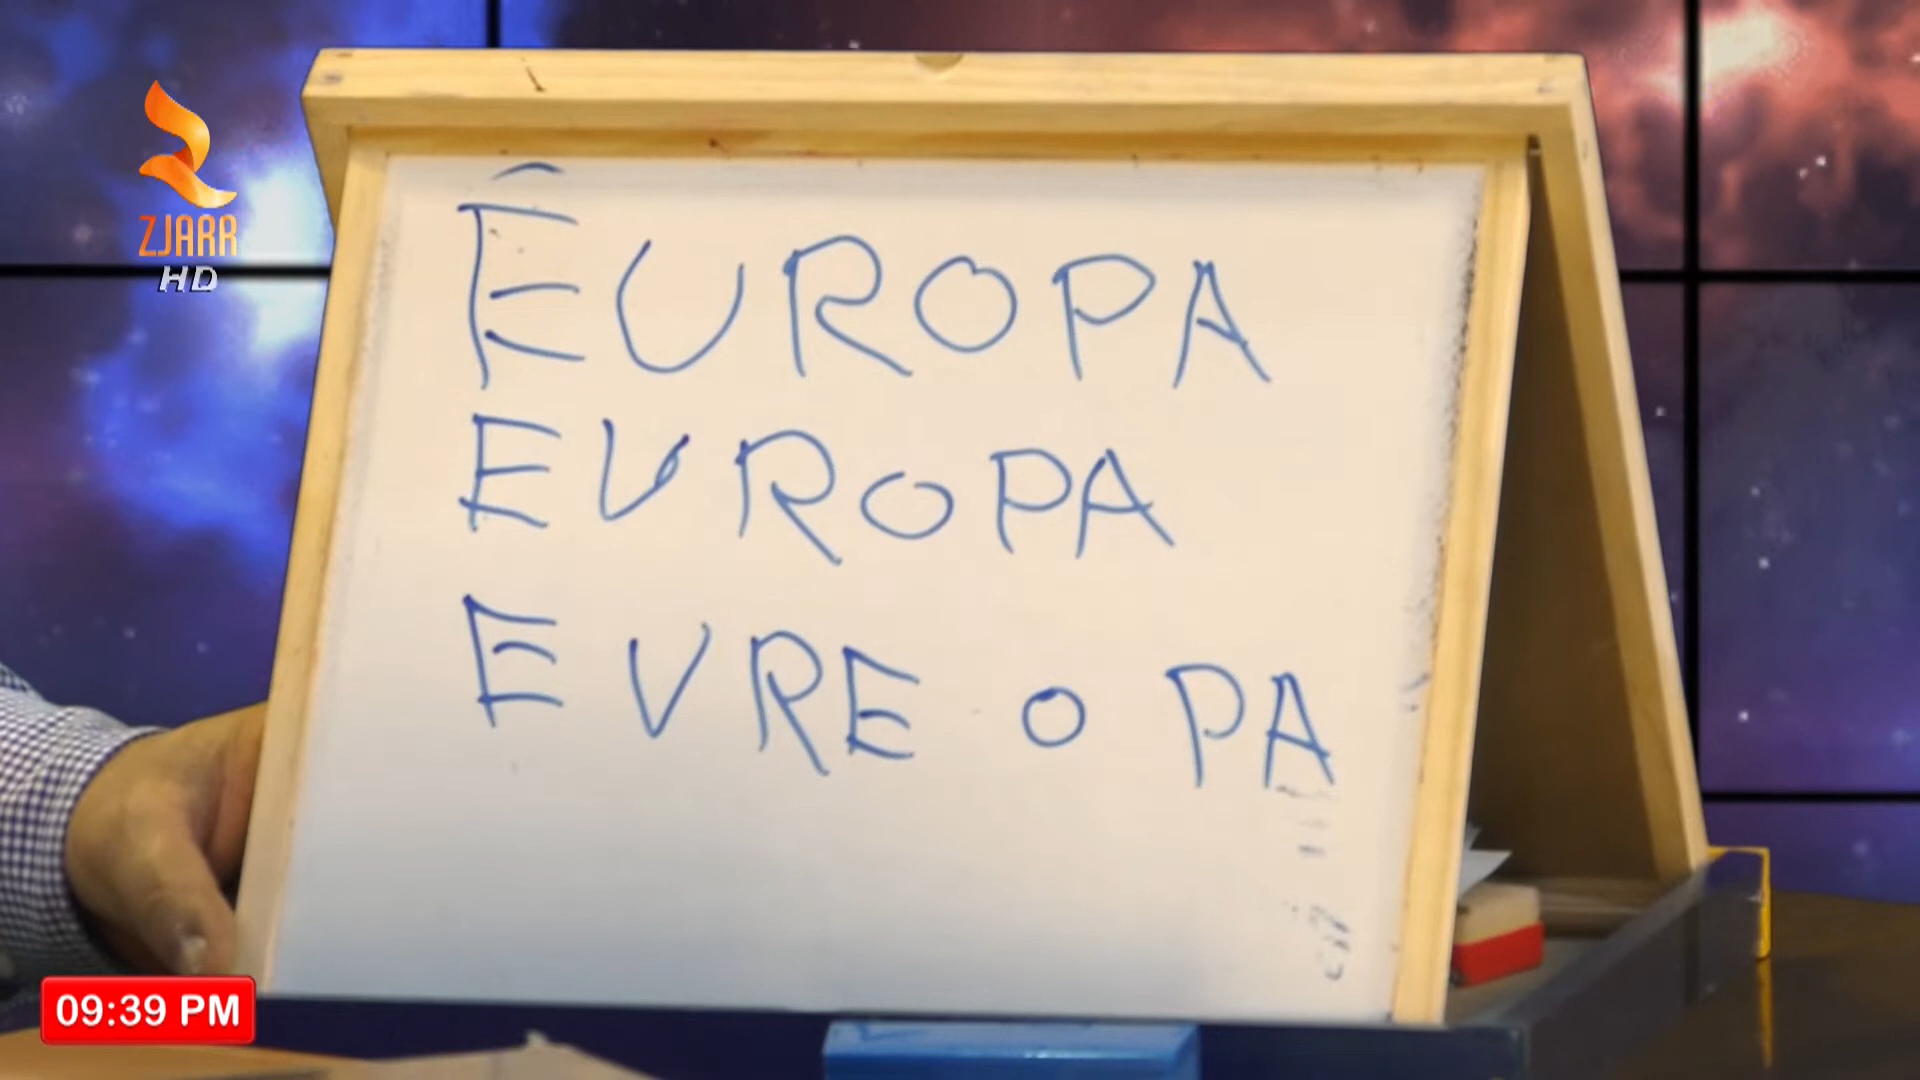 ZJARR
HD
ÊUROPA
EVROPA
EVRE O PA
09:39 PM